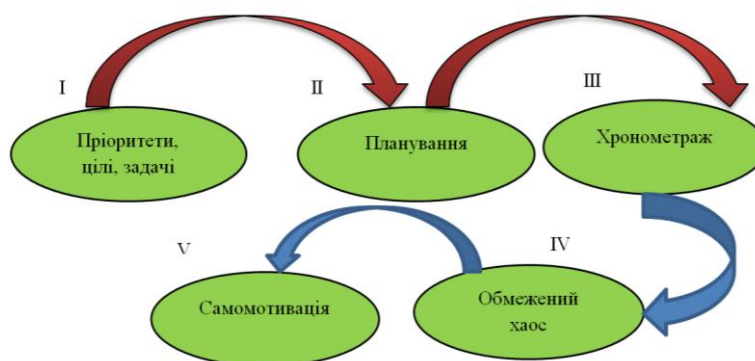 I
II
III
Пріоритети,
цілі, задачі
Планування
Хронометраж
V
IV
Самомотивація
Обмежений
хаос